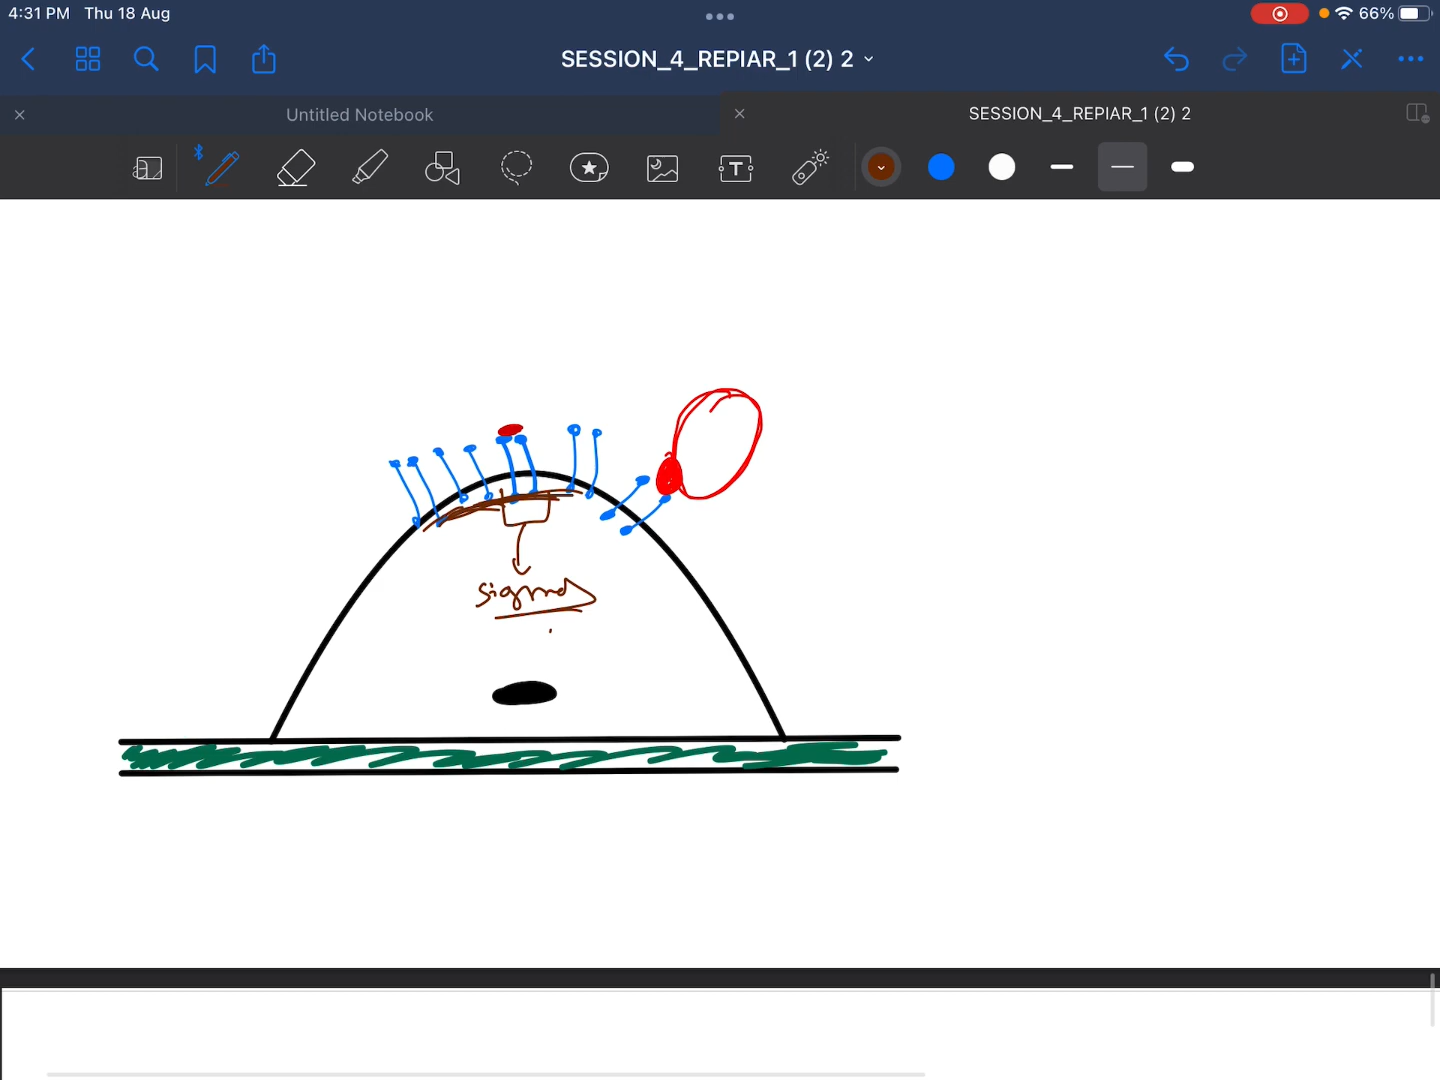 4:31 PM Thu 18 Aug
66%
SESSION_4_REPIAR_1 (2) 2
Untitled Notebook
SESSION_4_REPIAR_1 (2) 2
a
T
signal